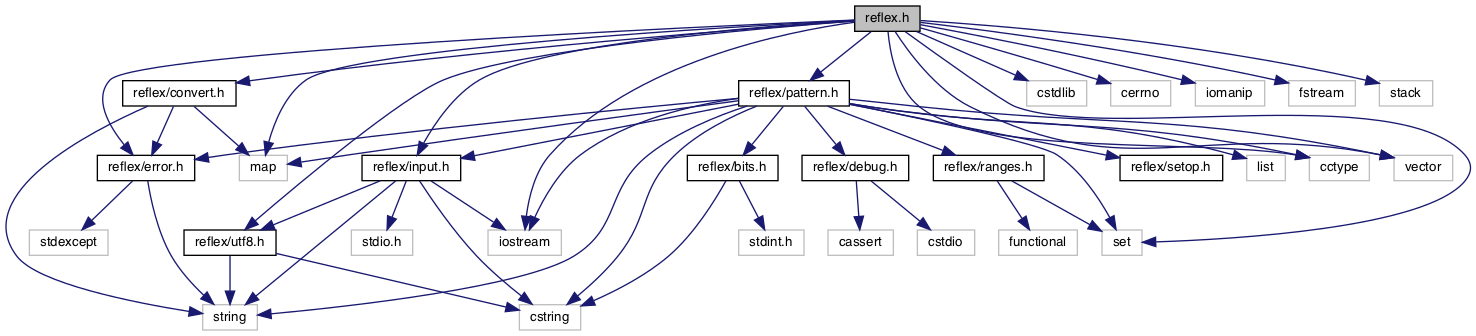 reflex.h
reflex/convert.h
reflex/pattern.h
cstdlib
cerrno
iomanip
fstream
stack
reflex/error.h
map
reflex/input.h
reflex/bits.h
reflex/debug.h
reflex/ranges.h
reflex/setop.h
list
cctype
vector
stdexcept
reflex/utf8.h
stdio.h
iostream
stdint.h
cassert
cstdio
functional
set
string
cstring